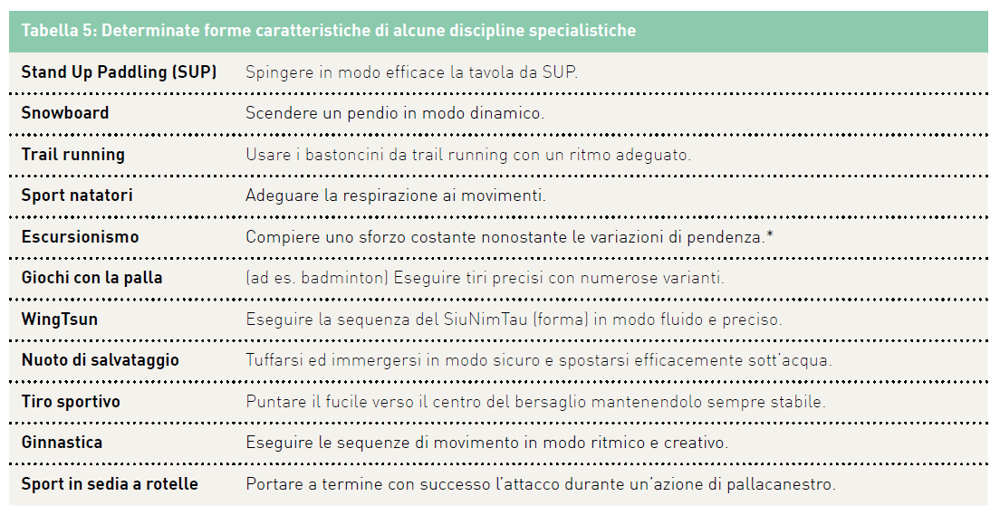 Tabella 5: Determinate forme caratteristiche di alcune discipline specialistiche
Stand Up Paddling (SUP) Spingere in modo efficace la tavola da SUP.
Snowboard Scendere un pendio in modo dinamico.
Trail running Usare i bastoncini da trail running con un ritmo adeguato.
Sport natatori Adeguare la respirazione ai movimenti.
Escursionismo Compiere uno sforzo costante nonostante le variazioni di pendenza.*
Giochi con la palla (ad es. badminton) Eseguire tiri precisi con numerose varianti.
WingTsun Eseguire la sequenza del SiuNimTau (forma) in modo fluido e preciso.
Nuoto di salvataggio Tuffarsi ed immergersi in modo sicuro e spostarsi efficacemente sott'acqua.
Tiro sportivo Puntare il fucile verso il centro del bersaglio mantenendolo sempre stabile.
Ginnastica Eseguire le sequenze di movimento in modo ritmico e creativo.
Sport in sedia a rotelle Portare a termine con successo l'attacco durante un'azione di pallacanestro.